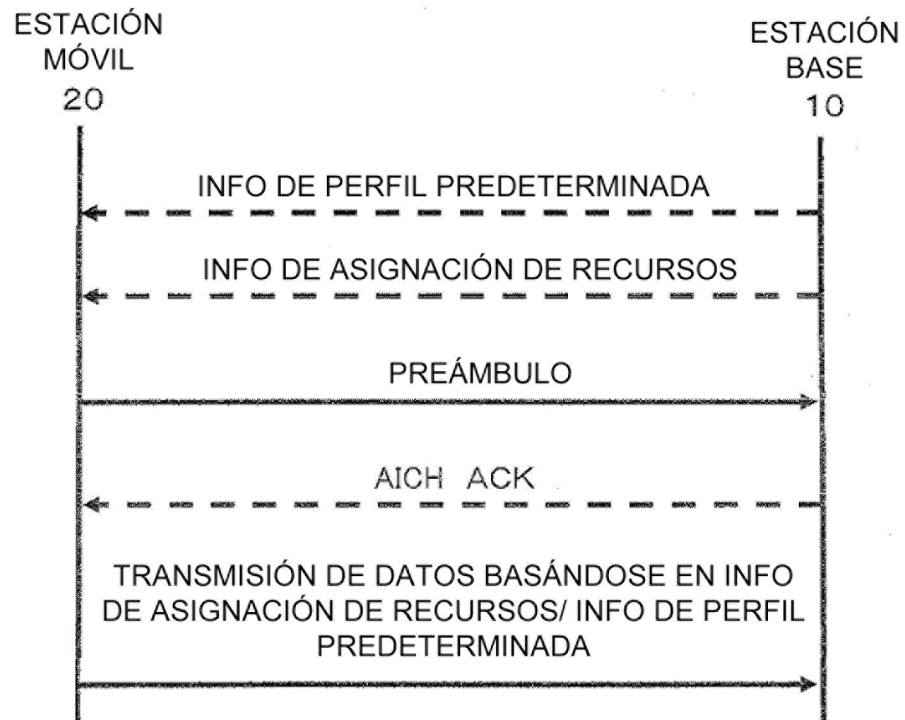 ESTACIÓN
MÓVIL
20
ESTACIÓN
BASE
10
INFO DE PERFIL PREDETERMINADA
INFO DE ASIGNACIÓN DE RECURSOS
PREÁMBULO
AICH ACK
TRANSMISIÓN DE DATOS BASÁNDOSE EN INFO
DE ASIGNACIÓN DE RECURSOS/ INFO DE PERFIL
PREDETERMINADA